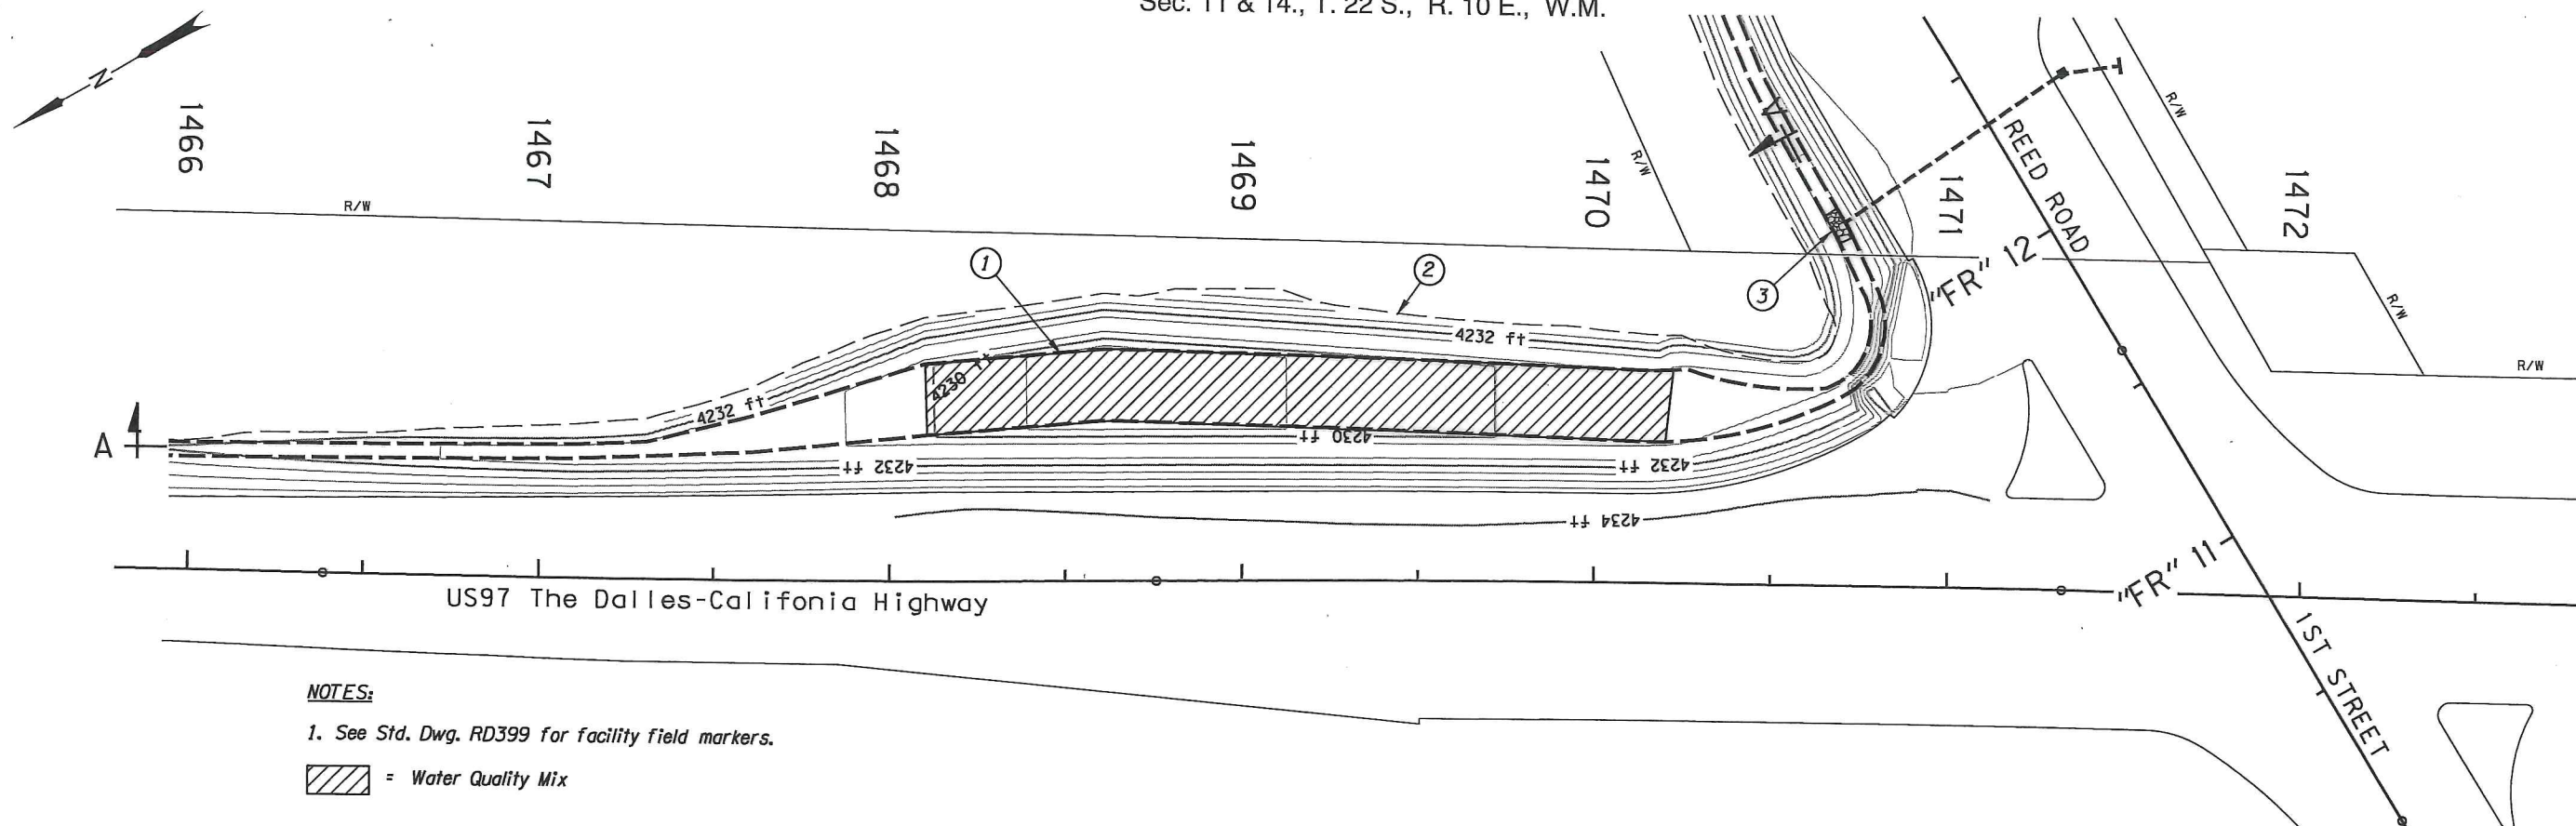 Sec. 11 & 14., T. 22 S., R. 10 E., W.M.
N
1466
1467
1468
1469
1470
1471
1472
R/W
R/W
R/W
R/W
R/W
REED ROAD
"FR" 12
1
2
3
4232 ft
4230 ft
4232 ft
4230 ft
4232 ft
4232 ft
4234 ft
A
"FR" 11
US97 The Dalles-Califonia Highway
1ST STREET
NOTES:
1. See Std. Dwg. RD399 for facility field markers.
= Water Quality Mix